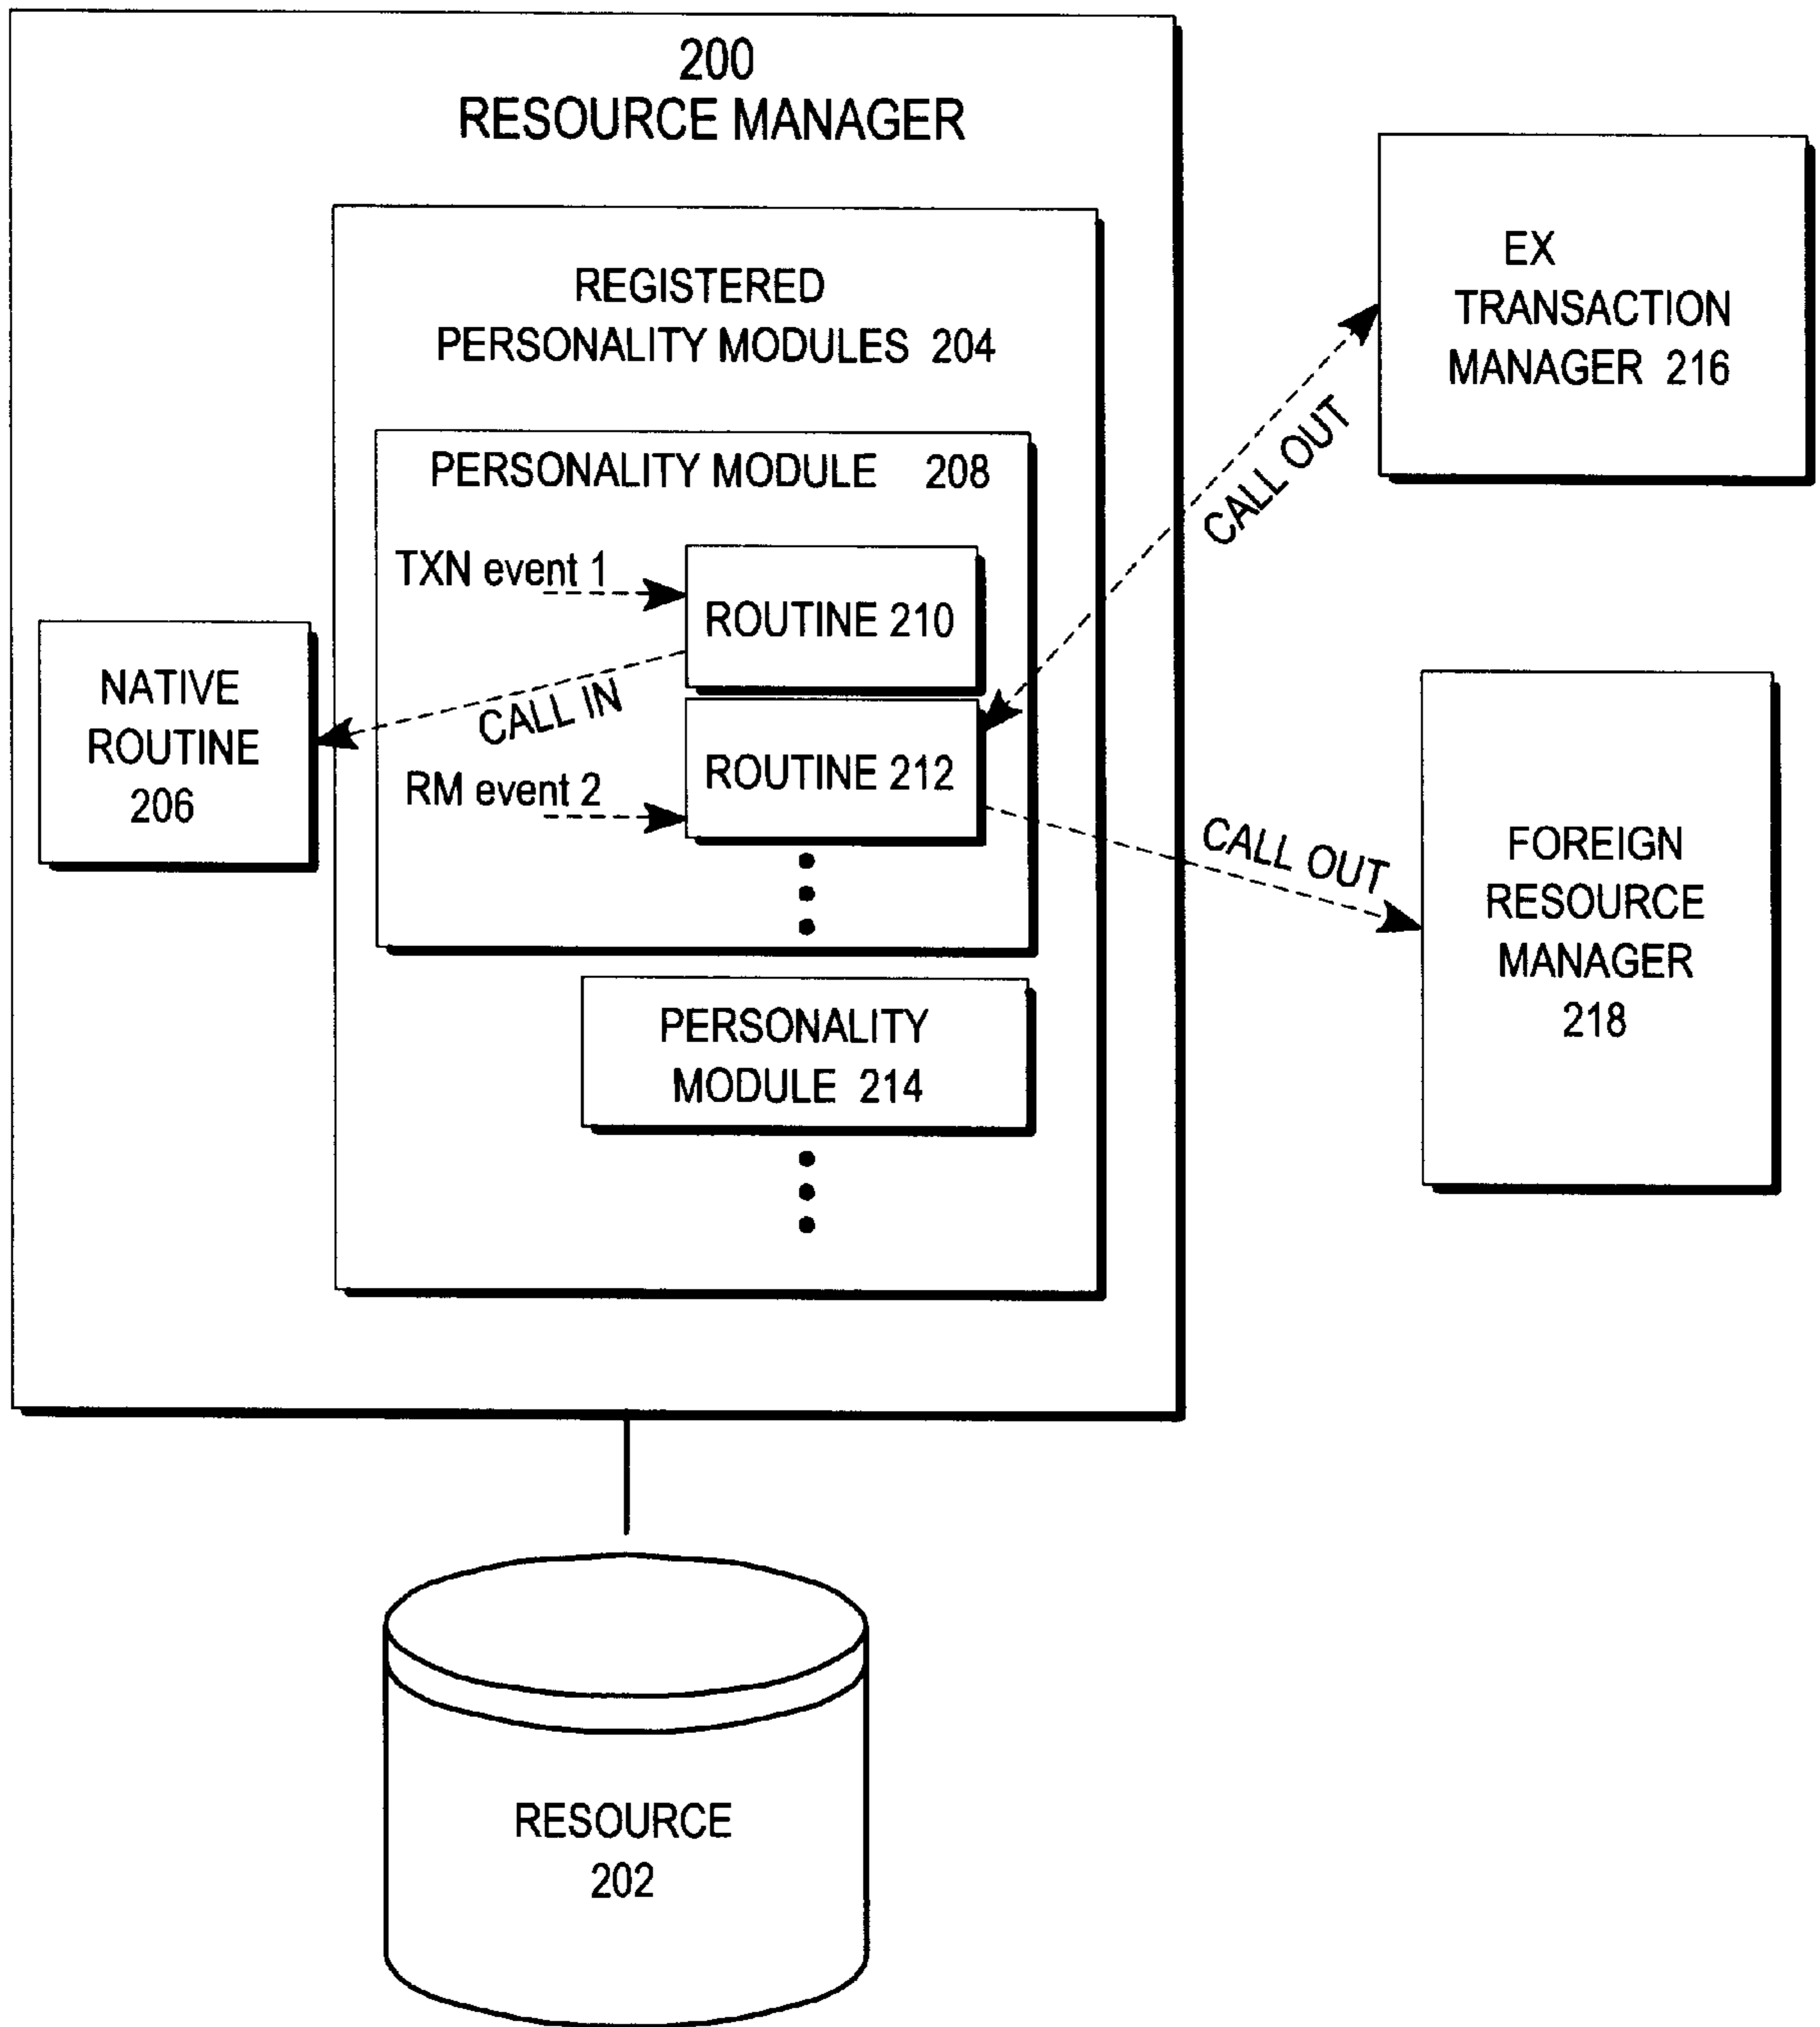 200
RESOURCE MANAGER
REGISTERED
PERSONALITY MODULES 204
PERSONALITY MODULE 208
TXN event 1
ROUTINE 210
CALL IN
NATIVE
ROUTINE
206
RM event 2
ROUTINE 212
PERSONALITY
MODULE 214
CALL OUT
EX
TRANSACTION
MANAGER 216
CALL OUT
FOREIGN
RESOURCE
MANAGER
218
RESOURCE
202